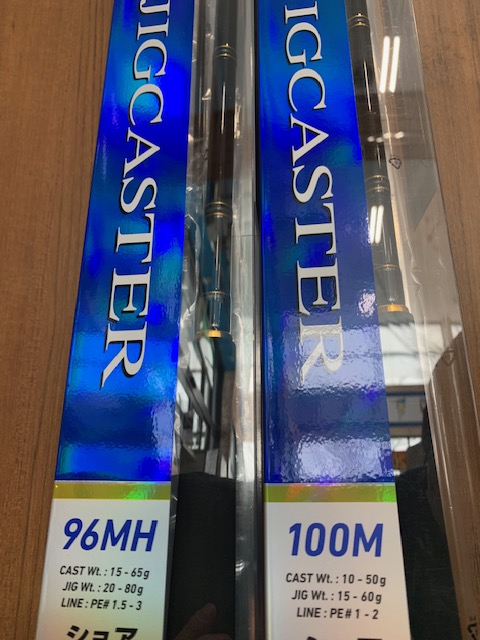 JIGCASTER
96MH
CAST Wt. : 15 - 65g
JIG Wt. : 20 - 80g
LINE : PE# 1.5 - 3
ショア
JIGCASTER
100M
CAST Wt. : 10 - 50g
JIG Wt. : 15 - 60g
LINE : PE# 1 - 2